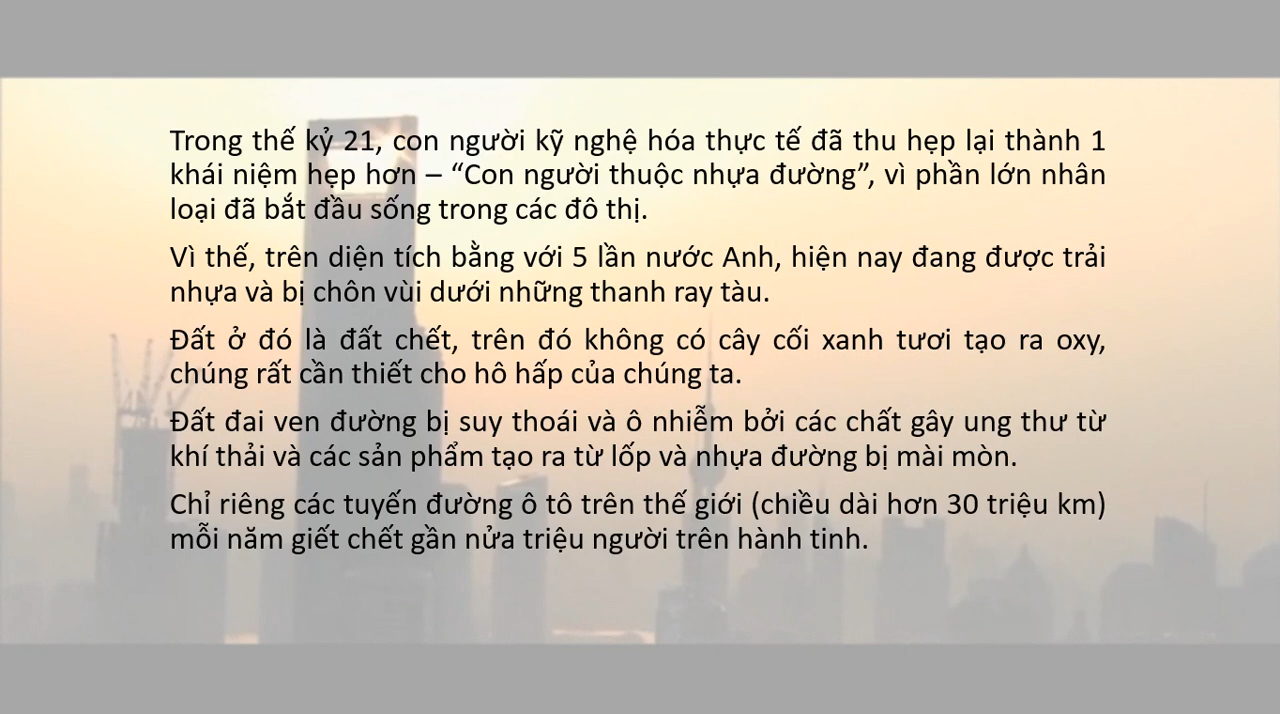 Trong thế kỷ 21, con người kỹ nghệ hóa thực tế đã thu hẹp lại thành 1
khái niệm hẹp hơn – “Con người thuộc nhựa đường”, vì phần lớn nhân
loại đã bắt đầu sống trong các đô thị.
Vì thế, trên diện tích bằng với 5 lần nước Anh, hiện nay đang được trải
nhựa và bị chôn vùi dưới những thanh ray tàu.
Đất ở đó là đất chết, trên đó không có cây cối xanh tươi tạo ra oxy,
chúng rất cần thiết cho hô hấp của chúng ta.
Đất đai ven đường bị suy thoái và ô nhiễm bởi các chất gây ung thư từ
khí thải và các sản phẩm tạo ra từ lốp và nhựa đường bị mài mòn.
Chỉ riêng các tuyến đường ô tô trên thế giới (chiều dài hơn 30 triệu km)
mỗi năm giết chết gần nửa triệu người trên hành tinh.